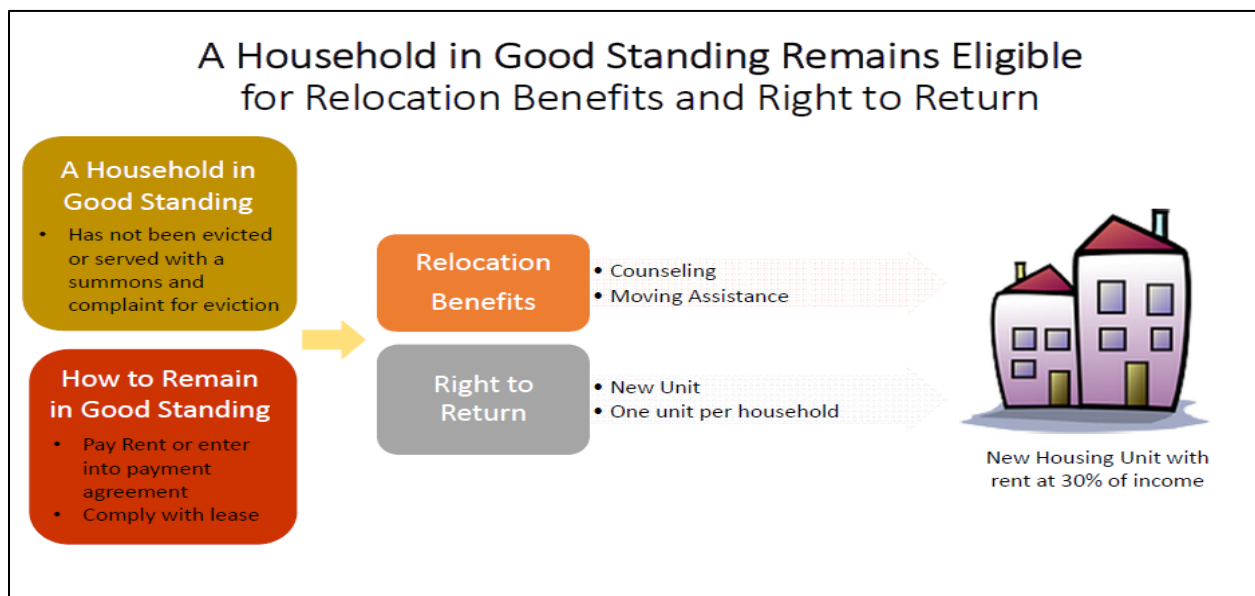 A Household in Good Standing Remains Eligible
for Relocation Benefits and Right to Return
A Household in
Good Standing
• Has not been evicted
or served with a
summons and
complaint for eviction
How to Remain
in Good Standing
• Pay Rent or enter
into payment
agreement
• Comply with lease
Relocation
Benefits
• Counseling
• Moving Assistance
Right to
Return
• New Unit
• One unit per household
New Housing Unit with
rent at 30% of income